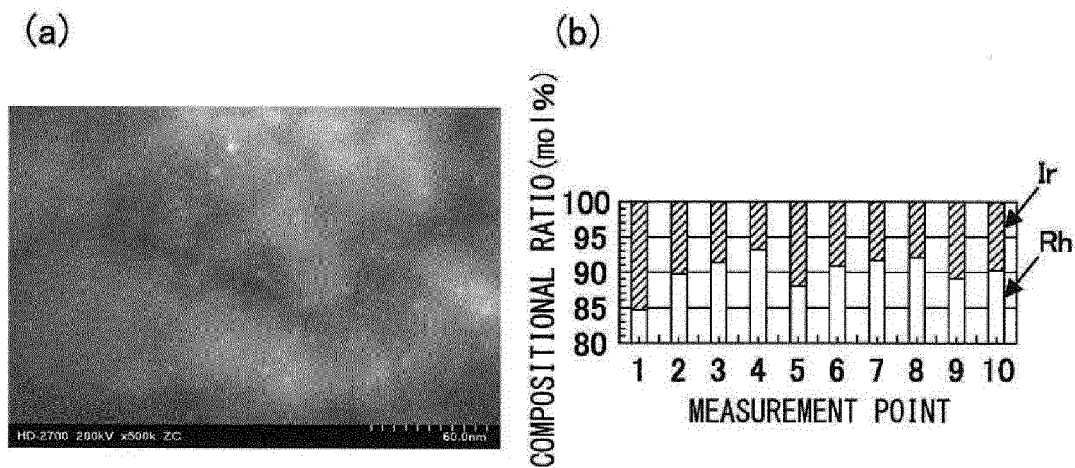 (a)
(b)
HD-2700 200kV x500k ZC
60.0nm
COMPOSITIONAL RATIO(mol%)
100
95
90
85
80
Ir
Rh
1 2 3 4 5 6 7 8 9 10
MEASUREMENT POINT